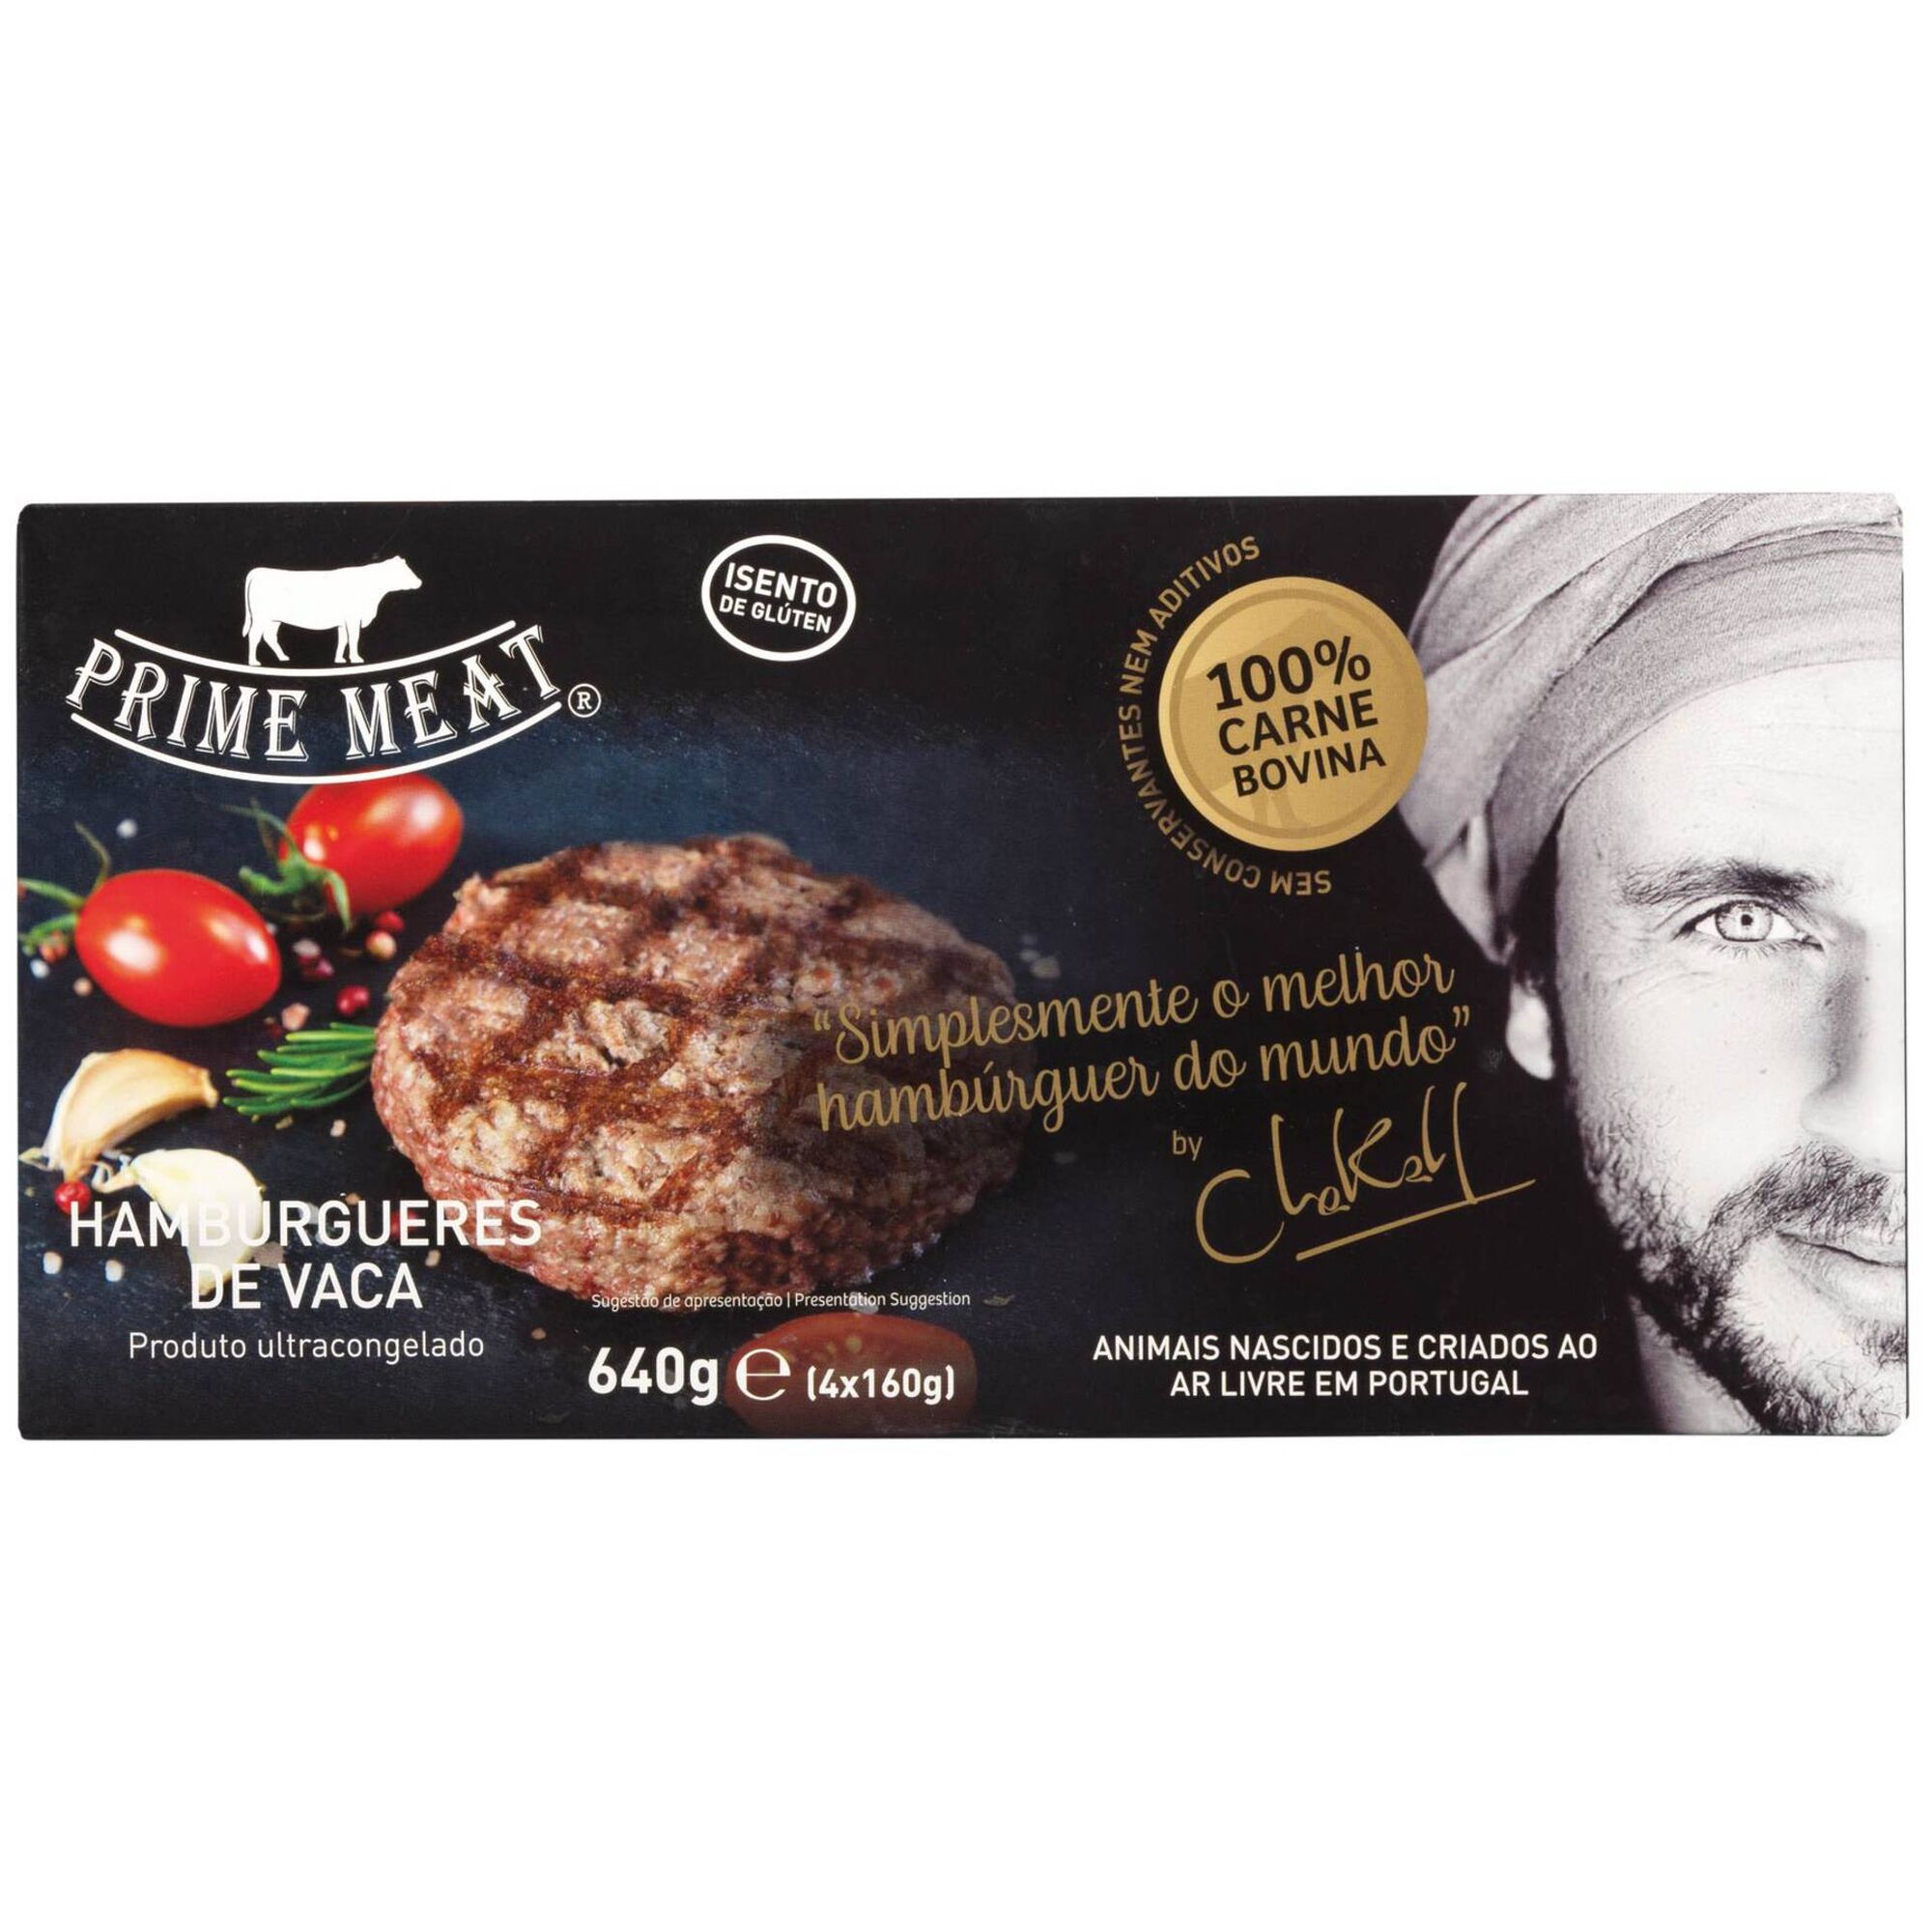 PRIME MEAT®
ISENTO
DE GLÚTEN
SEM CONSERVANTES NEM ADITIVOS
100%
CARNE
BOVINA
“Simplesmente o melhor
hambúrguer do mundo”
by
Chakall
HAMBURGUERES
DE VACA
Produto ultracongelado
Sugestão de apresentação | Presentation Suggestion
640g ℮ (4x160g)
ANIMAIS NASCIDOS E CRIADOS AO
AR LIVRE EM PORTUGAL